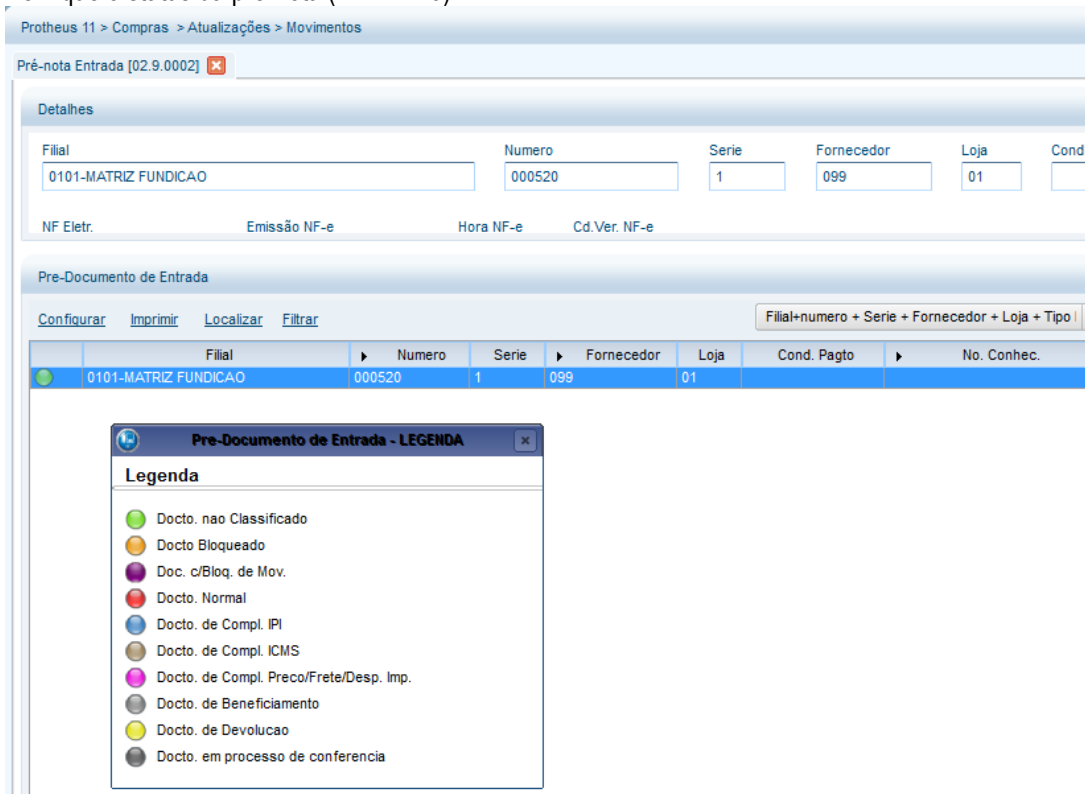 Protheus 11 > Compras > Atualizações > Movimentos
Pré-nota Entrada [02.9.0002]
Detalhes
Filial Numero Serie Fornecedor Loja Cond
0101-MATRIZ FUNDICAO 000520 1 099 01
NF Eletr. Emissão NF-e Hora NF-e Cd.Ver. NF-e
Pre-Documento de Entrada
Configurar Imprimir Localizar Filtrar Filial+numero + Serie + Fornecedor + Loja + Tipo
Filial Numero Serie Fornecedor Loja Cond. Pagto No. Conhec.
0101-MATRIZ FUNDICAO 000520 1 099 01
Pre-Documento de Entrada - LEGENDA
Legenda
Docto. nao Classificado
Docto Bloqueado
Doc. c/Bloq. de Mov.
Docto. Normal
Docto. de Compl. IPI
Docto. de Compl. ICMS
Docto. de Compl. Preco/Frete/Desp. Imp.
Docto. de Beneficiamento
Docto. de Devolucao
Docto. em processo de conferencia